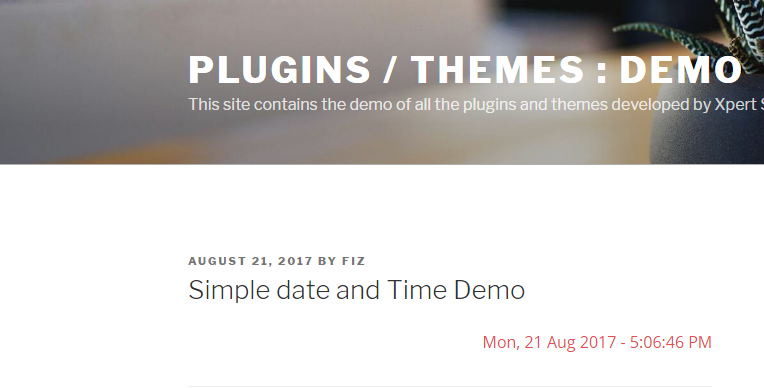 PLUGINS / THEMES : DEMO
This site contains the demo of all the plugins and themes developed by Xpert
AUGUST 21, 2017 BY FIZ
Simple date and Time Demo
Mon, 21 Aug 2017 - 5:06:46 PM